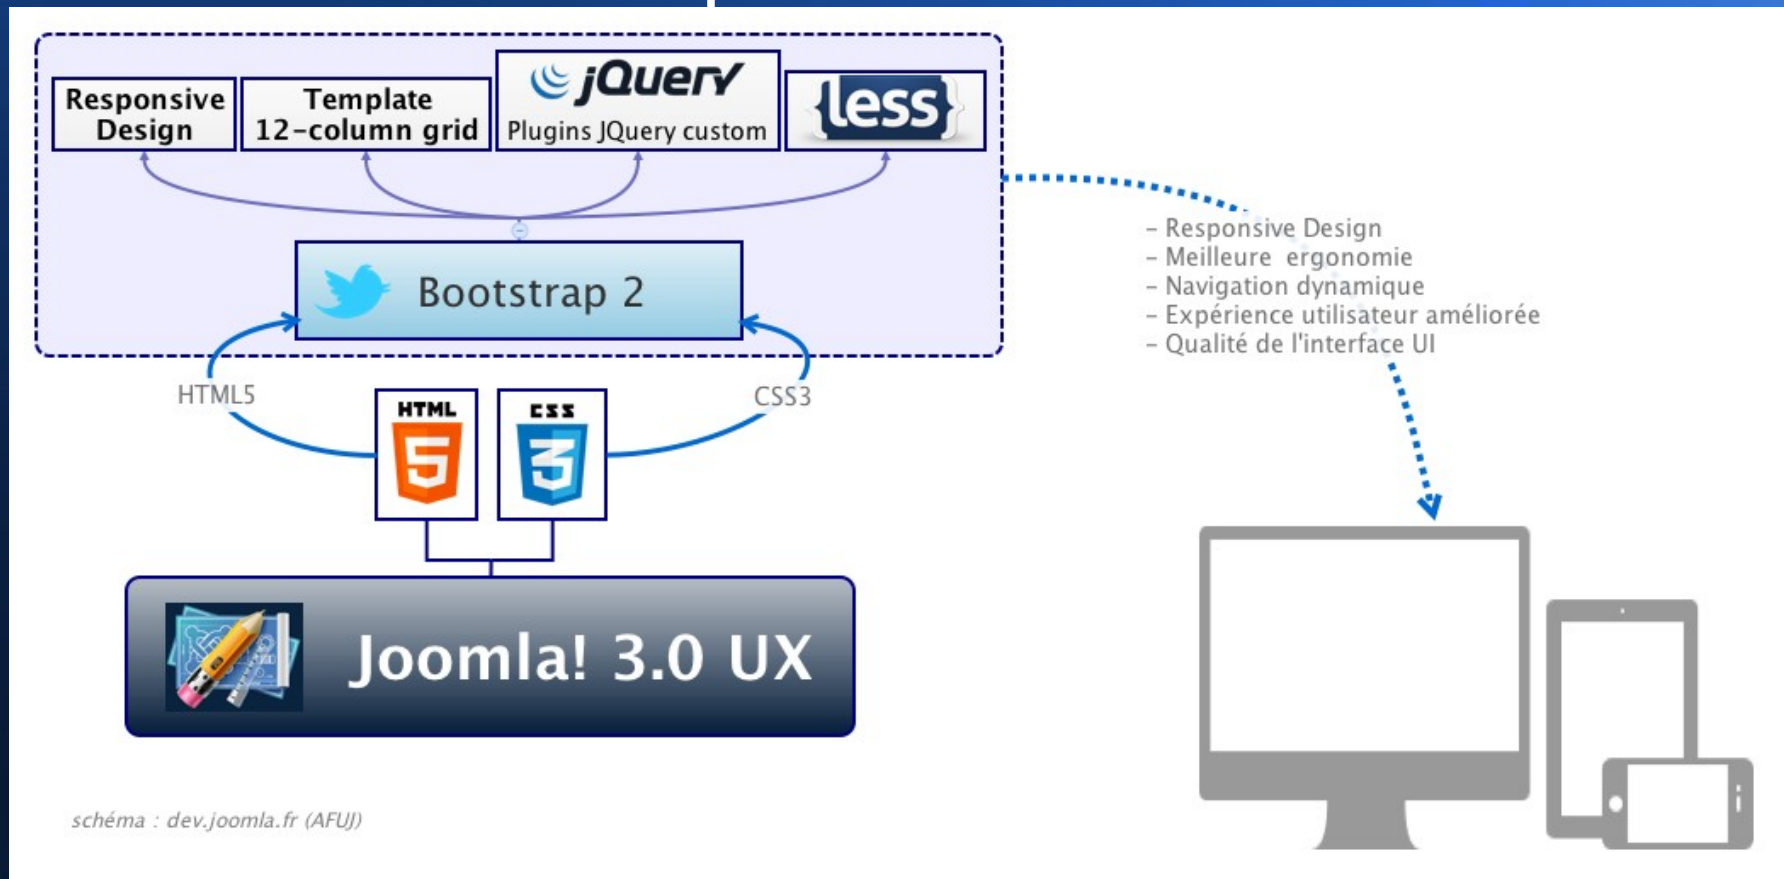 Responsive
Design
Template
12-column grid
jQuery
Plugins JQuery custom
{less}
Bootstrap 2
- Responsive Design
- Meilleure ergonomie
- Navigation dynamique
- Expérience utilisateur améliorée
- Qualité de l'interface UI
HTML5
CSS3
HTML
5
CSS
3
Joomla! 3.0 UX
schéma : dev.joomla.fr (AFUJ)